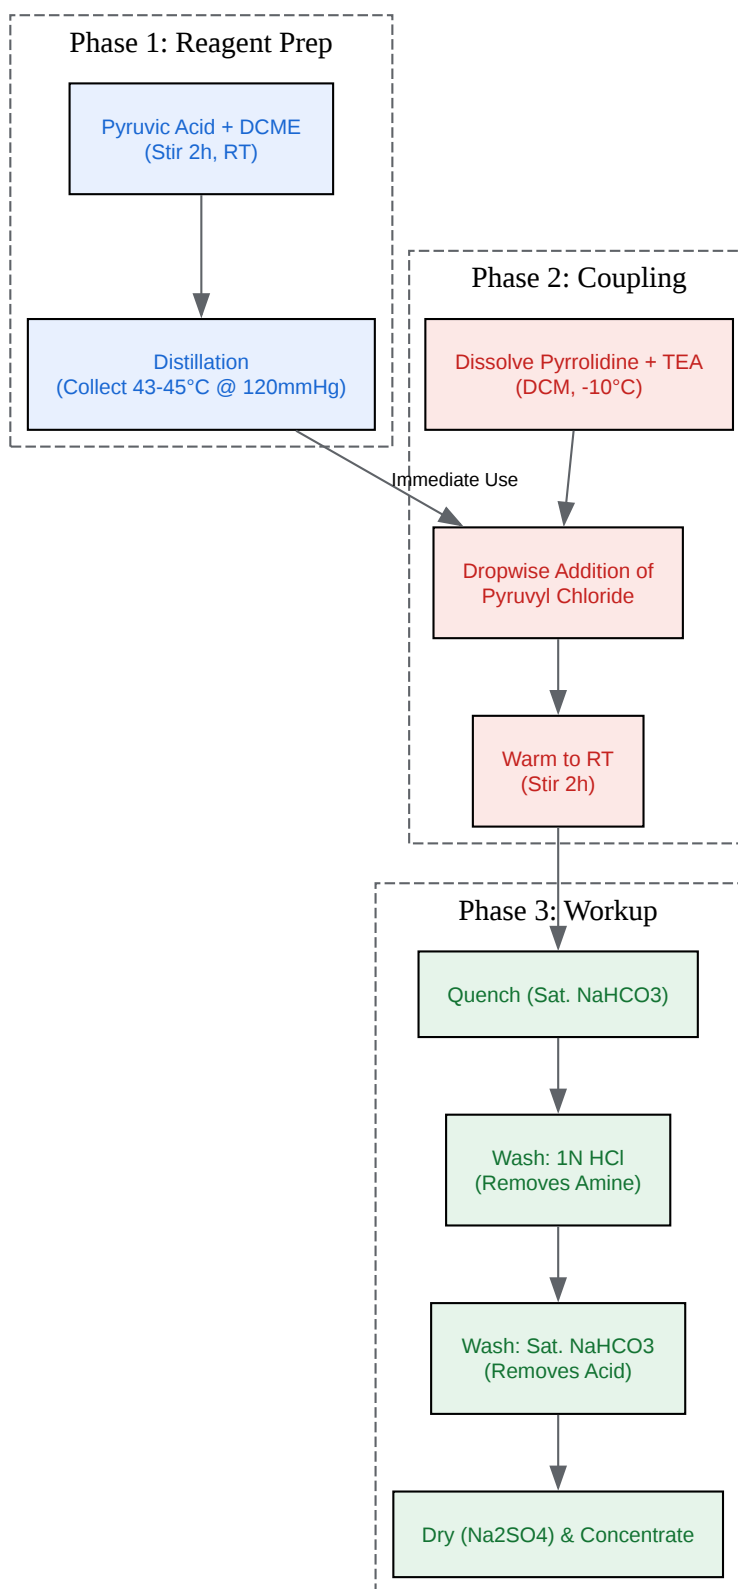 Phase 1: Reagent Prep
Pyruvic Acid + DCME
(Stir 2h, RT)
Distillation
(Collect 43-45°C @ 120mmHg)
Phase 2: Coupling
Dissolve Pyrrolidine + TEA
(DCM, -10°C)
Immediate Use
Dropwise Addition of
Pyruvyl Chloride
Warm to RT
(Stir 2h)
Phase 3: Workup
Quench (Sat. NaHCO3)
Wash: 1N HCl
(Removes Amine)
Wash: Sat. NaHCO3
(Removes Acid)
Dry (Na2SO4) & Concentrate